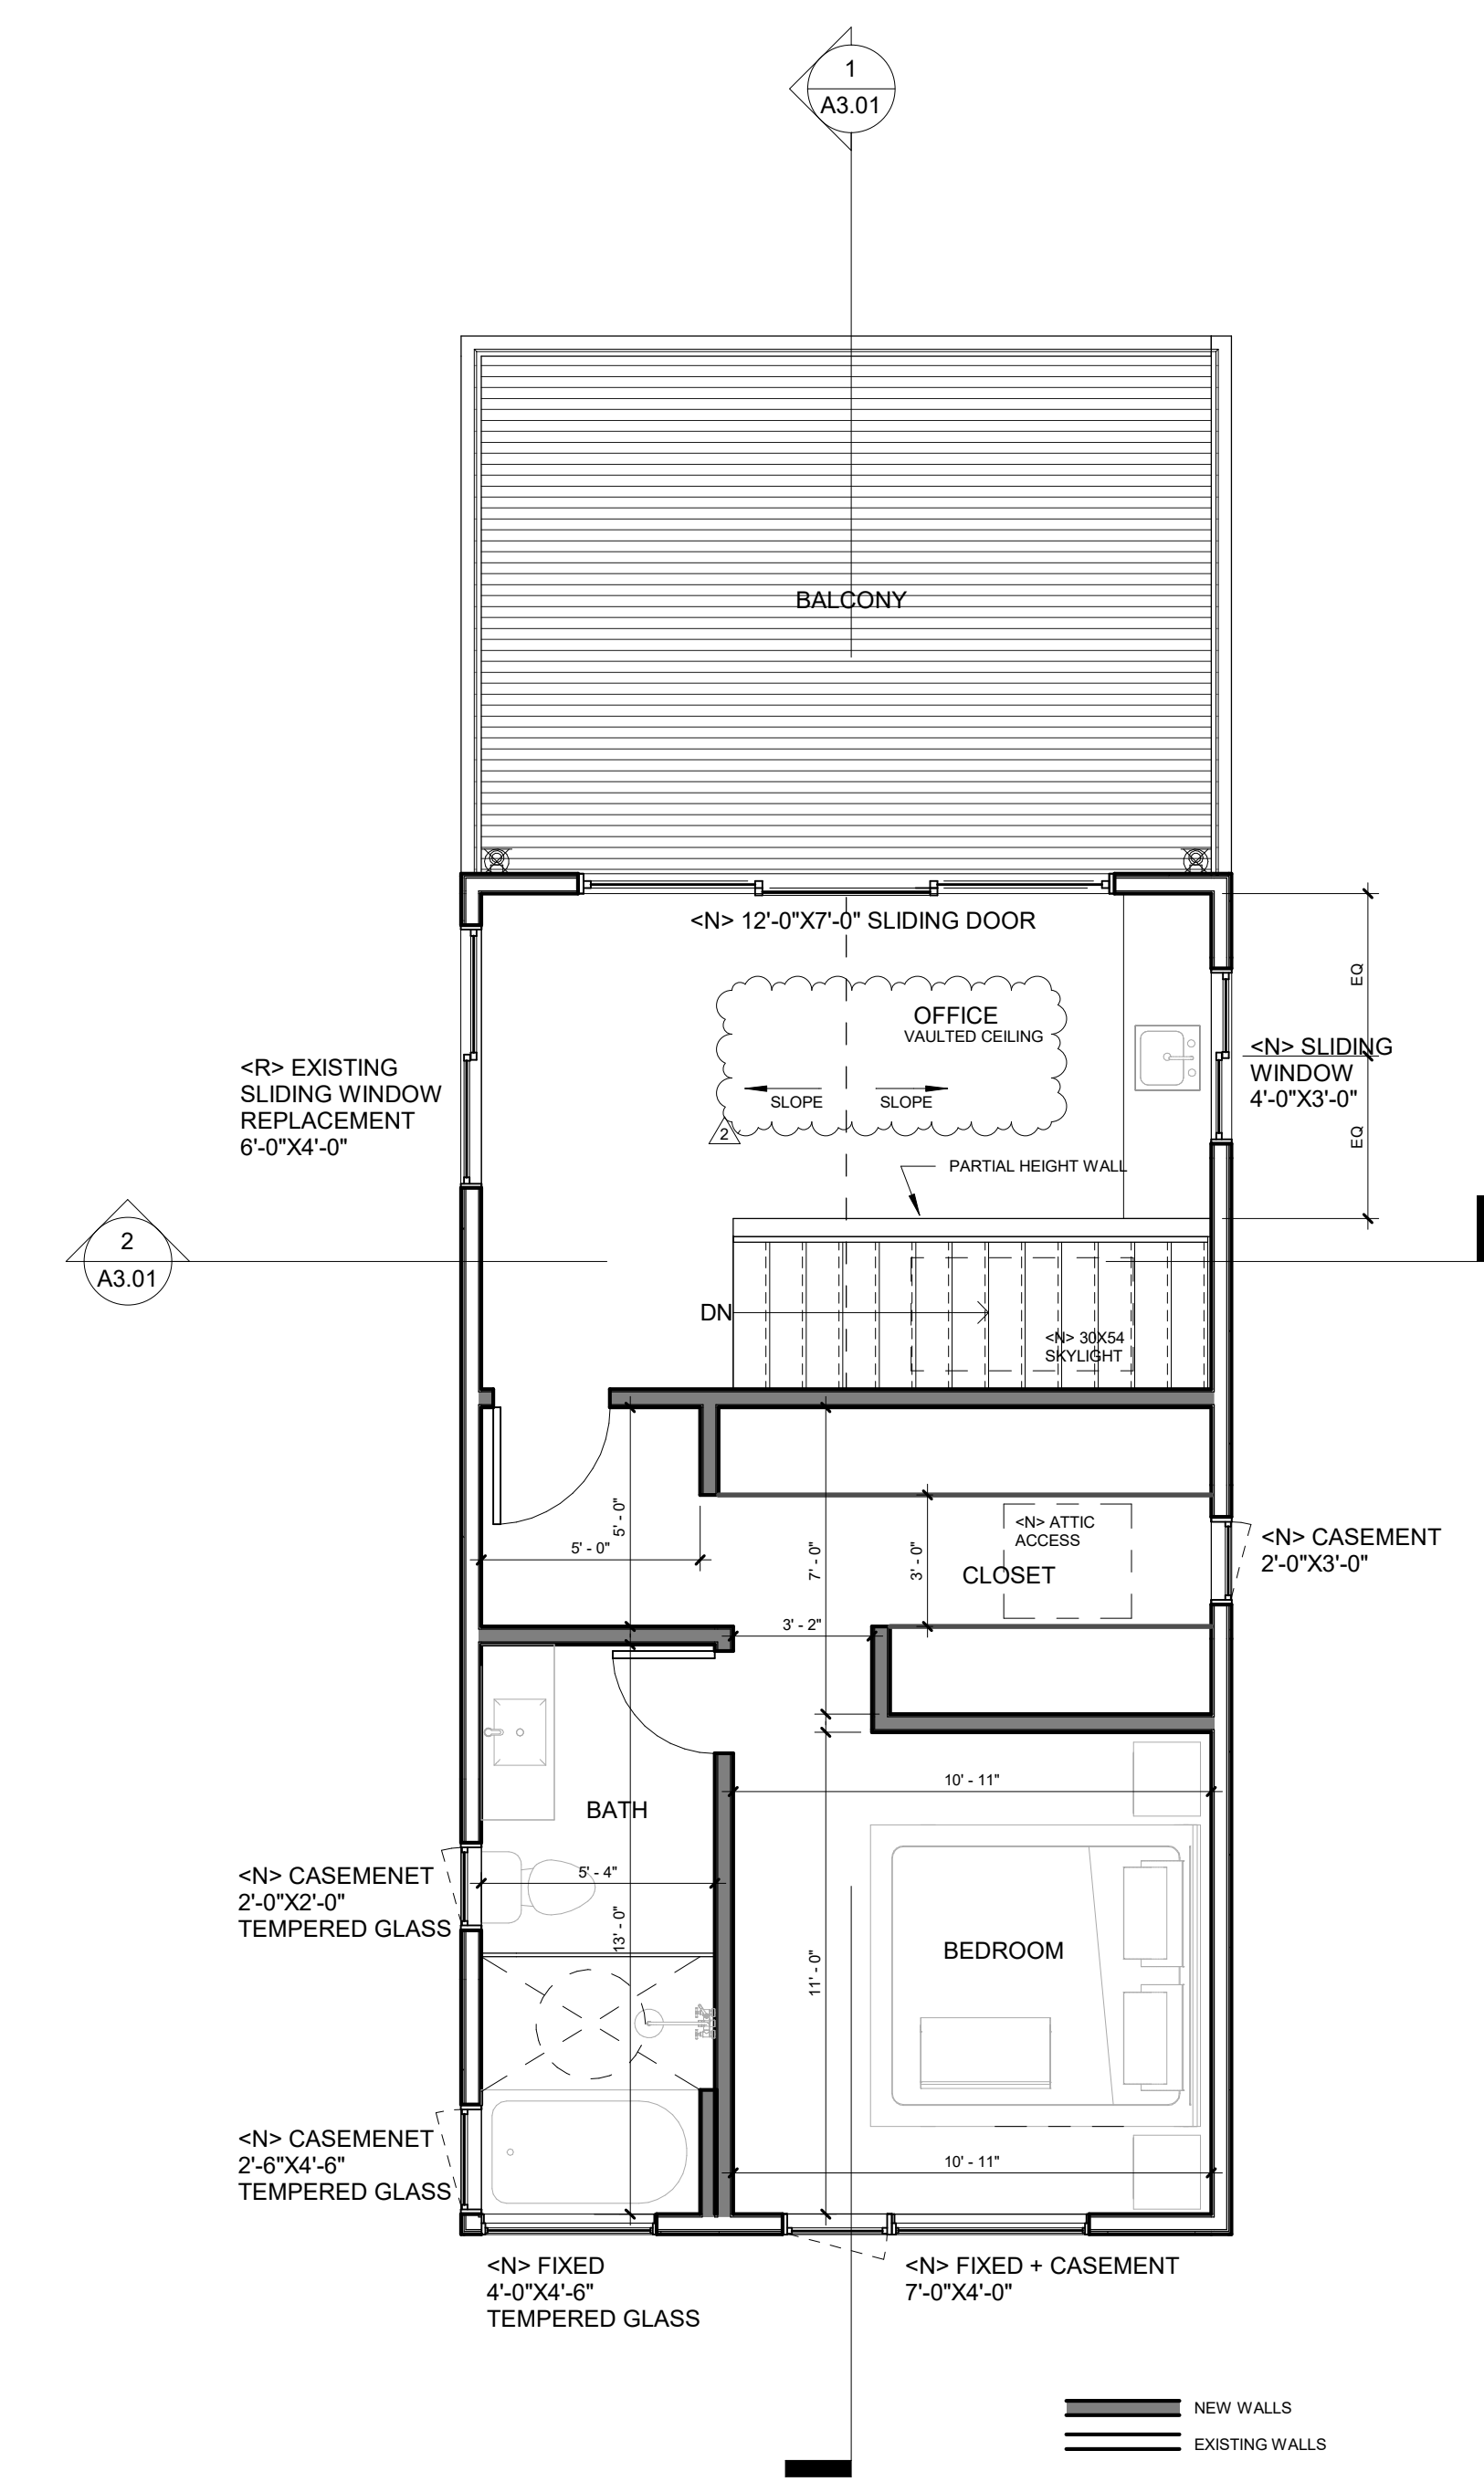 1
A3.01
BALCONY
<N> 12'-0"X7'-0" SLIDING DOOR
EQ
OFFICE
VAULTED CEILING
<R> EXISTING
SLIDING WINDOW
REPLACEMENT
6'-0"X4'-0"
<N> SLIDING
WINDOW
4'-0"X3'-0"
SLOPE
SLOPE
2
EQ
PARTIAL HEIGHT WALL
2
A3.01
DN
<N> 30X54
SKYLIGHT
5' - 0"
5' - 0"
7' - 0"
3' - 0"
<N> ATTIC
ACCESS
CLOSET
<N> CASEMENT
2'-0"X3'-0"
3' - 2"
10' - 11"
BATH
<N> CASEMENET
2'-0"X2'-0"
TEMPERED GLASS
5' - 4"
13' - 0"
11' - 0"
BEDROOM
<N> CASEMENET
2'-6"X4'-6"
TEMPERED GLASS
10' - 11"
<N> FIXED
4'-0"X4'-6"
TEMPERED GLASS
<N> FIXED + CASEMENT
7'-0"X4'-0"
NEW WALLS
EXISTING WALLS